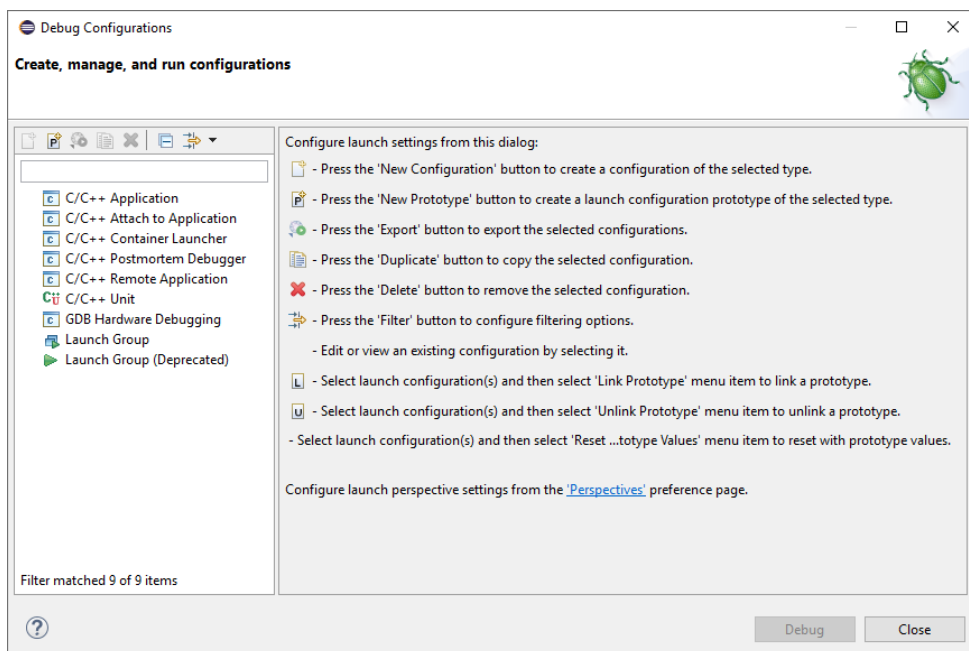 Debug Configurations
Create, manage, and run configurations
Configure launch settings from this dialog:
- Press the 'New Configuration' button to create a configuration of the selected type.
- Press the 'New Prototype' button to create a launch configuration prototype of the selected type.
- Press the 'Export' button to export the selected configurations.
- Press the 'Duplicate' button to copy the selected configuration.
- Press the 'Delete' button to remove the selected configuration.
- Press the 'Filter' button to configure filtering options.
- Edit or view an existing configuration by selecting it.
L - Select launch configuration(s) and then select 'Link Prototype' menu item to link a prototype.
U - Select launch configuration(s) and then select 'Unlink Prototype' menu item to unlink a prototype.
- Select launch configuration(s) and then select 'Reset ...totype Values' menu item to reset with prototype values.
Configure launch perspective settings from the 'Perspectives' preference page.
C/C++ Application
C/C++ Attach to Application
C/C++ Container Launcher
C/C++ Postmortem Debugger
C/C++ Remote Application
C/C++ Unit
GDB Hardware Debugging
Launch Group
Launch Group (Deprecated)
Filter matched 9 of 9 items
Debug
Close